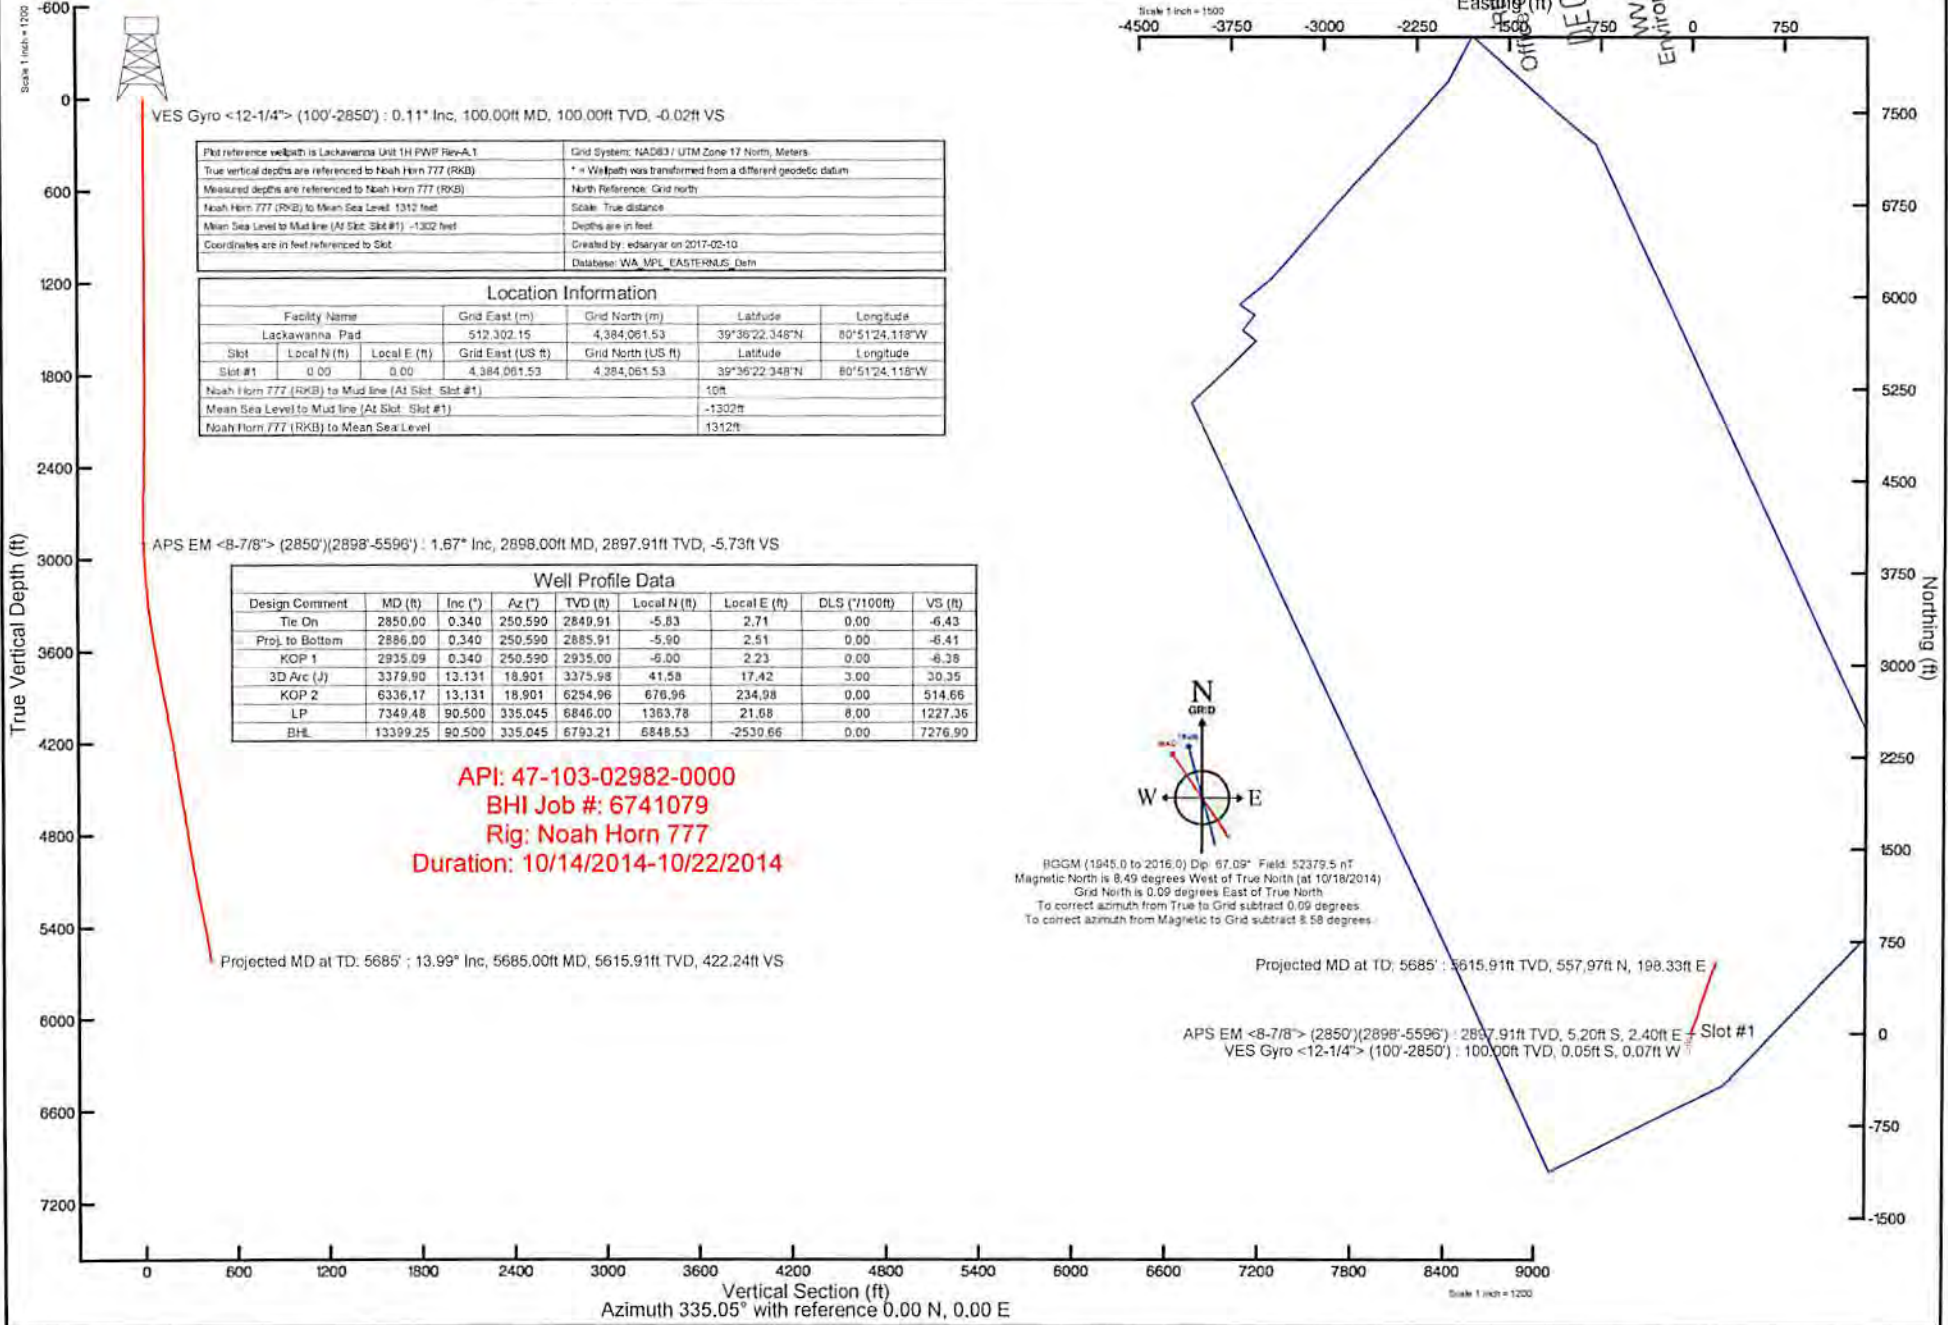 Scale 1 inch = 1200
-600
0
600
1200
1800
2400
3000
3600
4200
4800
5400
6000
6600
7200
True Vertical Depth (ft)
VES Gyro <12-1/4"> (100'-2850') : 0.11° Inc, 100.00ft MD, 100.00ft TVD, -0.02ft VS
Plot reference wellpath is Lackawanna Unit 1H PWP Rev-A.1 Grid System: NAD83 / UTM Zone 17 North, Meters
True vertical depths are referenced to Noah Horn 777 (RKB) * = Wellpath was transformed from a different geodetic datum
Measured depths are referenced to Noah Horn 777 (RKB) North Reference: Grid north
Noah Horn 777 (RKB) to Mean Sea Level: 1312 feet Scale: True distance
Mean Sea Level to Mud line (At Slot: Slot #1) -1302 feet Depths are in feet
Coordinates are in feet referenced to Slot Created by: edsaryar on 2017-02-10
Database: WA_MPL_EASTERNUS_Defn
Location Information
Facility Name Grid East (m) Grid North (m) Latitude Longitude
Lackawanna Pad 512,302.15 4,384,061.53 39°36'22.348"N 80°51'24.118"W
Slot Local N (ft) Local E (ft) Grid East (US ft) Grid North (US ft) Latitude Longitude
Slot #1 0.00 0.00 4,384,061.53 4,384,061.53 39°36'22.348"N 80°51'24.118"W
Noah Horn 777 (RKB) to Mud line (At Slot: Slot #1) 10ft
Mean Sea Level to Mud line (At Slot: Slot #1) -1302ft
Noah Horn 777 (RKB) to Mean Sea Level 1312ft
APS EM <8-7/8"> (2850')(2898'-5596') : 1.67° Inc, 2898.00ft MD, 2897.91ft TVD, -5.73ft VS
Well Profile Data
Design Comment MD (ft) Inc (°) Az (°) TVD (ft) Local N (ft) Local E (ft) DLS (°/100ft) VS (ft)
Tie On 2850.00 0.340 250.590 2849.91 -5.83 2.71 0.00 -6.43
Proj. to Bottom 2886.00 0.340 250.590 2885.91 -5.90 2.51 0.00 -6.41
KOP 1 2935.09 0.340 250.590 2935.00 -6.00 2.23 0.00 -6.38
3D Arc (J) 3379.90 13.131 18.901 3375.98 41.58 17.42 3.00 30.35
KOP 2 6336.17 13.131 18.901 6254.96 676.96 234.98 0.00 514.66
LP 7349.48 90.500 335.045 6846.00 1363.78 21.68 8.00 1227.36
BHL 13399.25 90.500 335.045 6793.21 6848.53 -2530.66 0.00 7276.90
API: 47-103-02982-0000
BHI Job #: 6741079
Rig: Noah Horn 777
Duration: 10/14/2014-10/22/2014
Projected MD at TD: 5685' : 13.99° Inc, 5685.00ft MD, 5615.91ft TVD, 422.24ft VS
0 600 1200 1800 2400 3000 3600 4200 4800 5400 6000 6600 7200 7800 8400 9000
Vertical Section (ft)
Azimuth 335.05° with reference 0.00 N, 0.00 E
Scale 1 inch = 1200
Scale 1 inch = 1500
Easting (ft)
-4500 -3750 -3000 -2250 -1500 -750 0 750
7500
6750
6000
5250
4500
3750
3000
2250
1500
750
0
-750
-1500
Northing (ft)
N
GRID
MAG TRUE
W E
BGGM (1945.0 to 2016.0) Dip: 67.09° Field: 52379.5 nT
Magnetic North is 8.49 degrees West of True North (at 10/18/2014)
Grid North is 0.09 degrees East of True North
To correct azimuth from True to Grid subtract 0.09 degrees
To correct azimuth from Magnetic to Grid subtract 8.58 degrees
Projected MD at TD: 5685' : 5615.91ft TVD, 557.97ft N, 198.33ft E
APS EM <8-7/8"> (2850')(2898'-5596') : 2897.91ft TVD, 5.20ft S, 2.40ft E
Slot #1
VES Gyro <12-1/4"> (100'-2850') : 100.00ft TVD, 0.05ft S, 0.07ft W